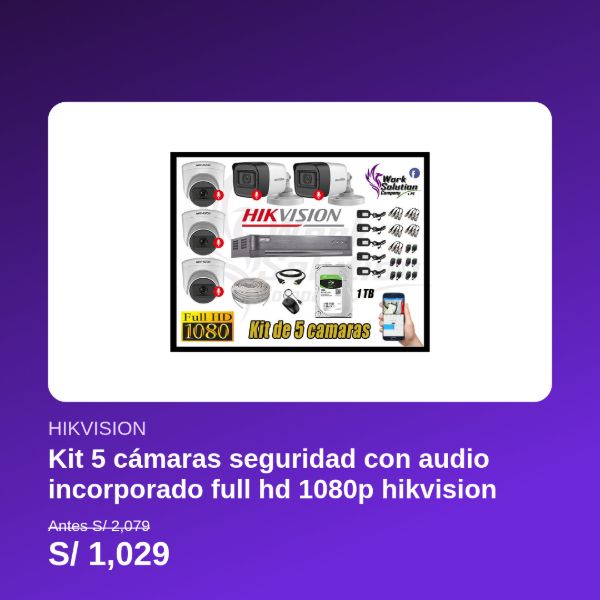 Work
Solution
Company
HIKVISION
1 TB
Full HD
1080
Kit de 5 camaras
HIKVISION
Kit 5 cámaras seguridad con audio
incorporado full hd 1080p hikvision
Antes S/ 2,079
S/ 1,029